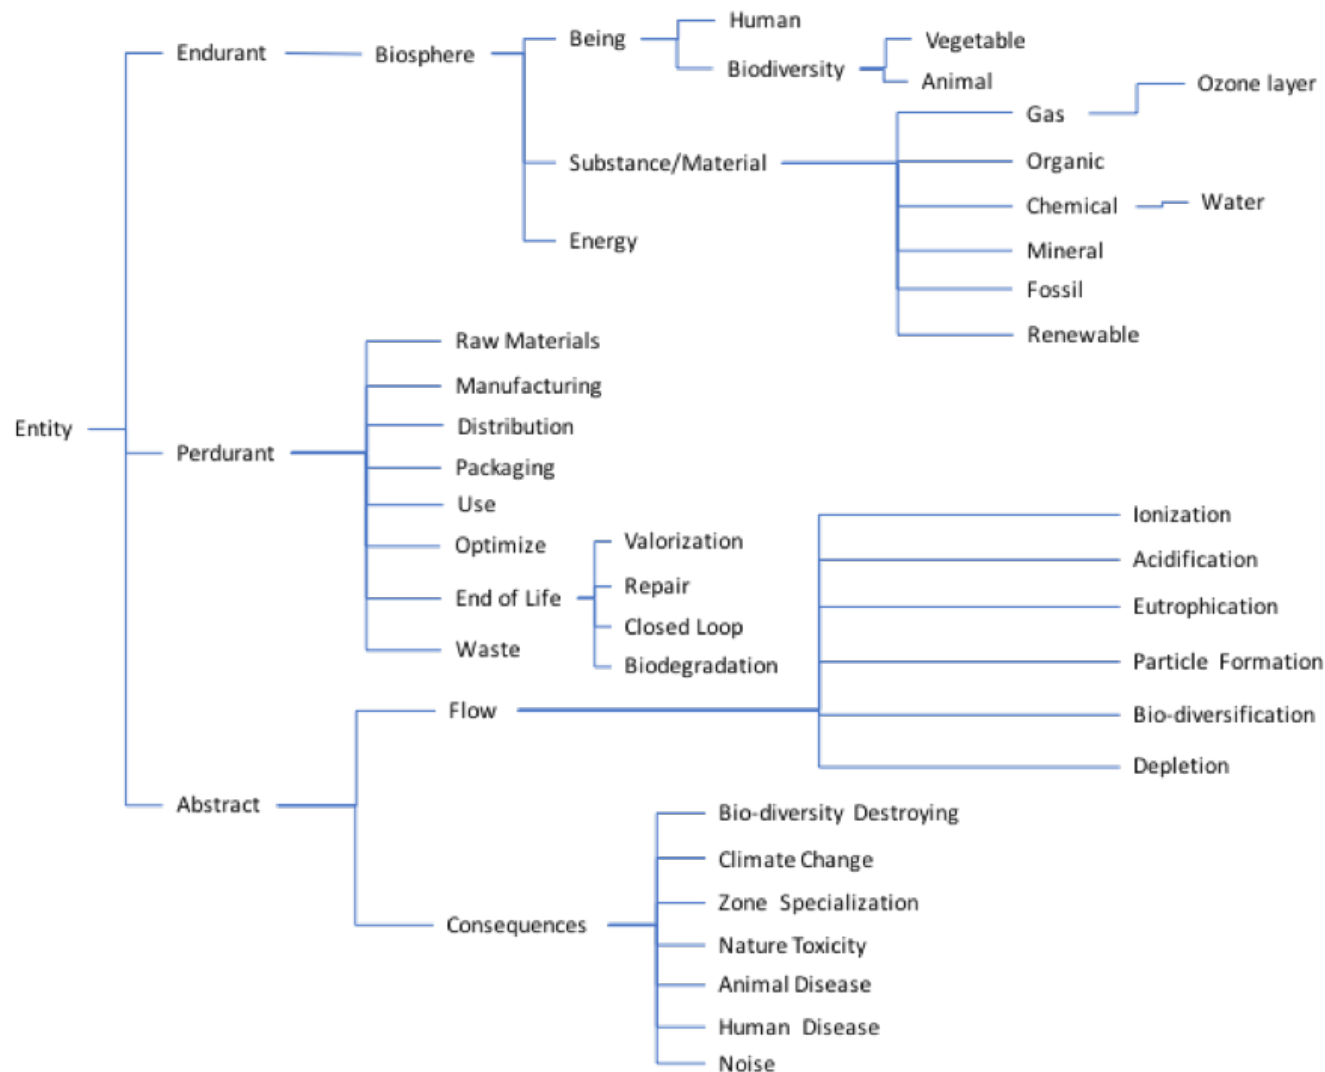 Entity
Endurant
Biosphere
Being
Human
Biodiversity
Vegetable
Animal
Substance/Material
Gas
Ozone layer
Organic
Chemical
Water
Mineral
Fossil
Renewable
Energy
Perdurant
Raw Materials
Manufacturing
Distribution
Packaging
Use
Optimize
End of Life
Valorization
Repair
Closed Loop
Biodegradation
Waste
Abstract
Flow
Ionization
Acidification
Eutrophication
Particle Formation
Bio-diversification
Depletion
Consequences
Bio-diversity Destroying
Climate Change
Zone Specialization
Nature Toxicity
Animal Disease
Human Disease
Noise